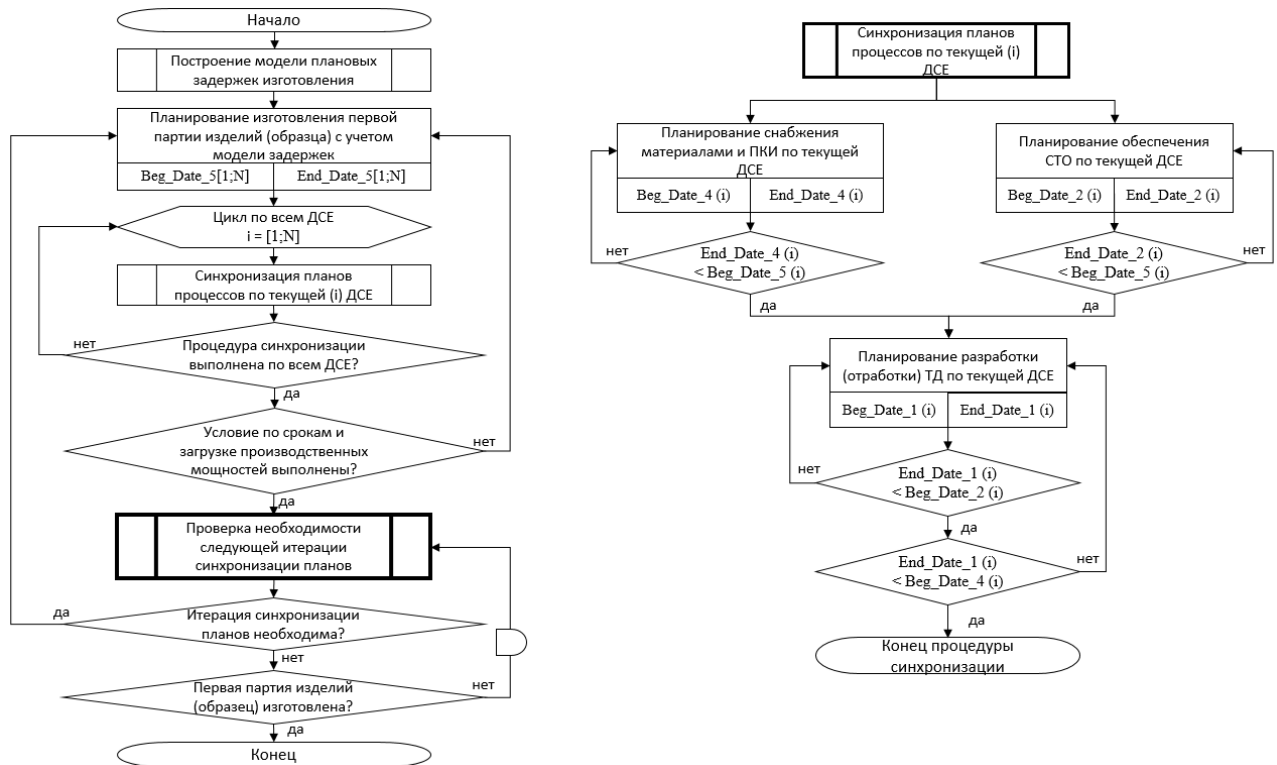 Начало
Построение модели плановых
задержек изготовления
Планирование изготовления первой
партии изделий (образца) с учетом
модели задержек
Beg_Date_5[1;N]
End_Date_5[1;N]
Цикл по всем ДСЕ
i = [1;N]
Синхронизация планов
процессов по текущей (i) ДСЕ
нет
Процедура синхронизации
выполнена по всем ДСЕ?
да
Условие по срокам и
загрузке производственных
мощностей выполнены?
нет
да
Проверка необходимости
следующей итерации
синхронизации планов
да
Итерация синхронизации
планов необходима?
нет
Первая партия изделий
(образец) изготовлена?
нет
да
Конец
Синхронизация планов
процессов по текущей (i)
ДСЕ
Планирование снабжения
материалами и ПКИ по текущей
ДСЕ
Beg_Date_4 (i)
End_Date_4 (i)
нет
End_Date_4 (i)
< Beg_Date_5 (i)
да
Планирование обеспечения
СТО по текущей ДСЕ
Beg_Date_2 (i)
End_Date_2 (i)
End_Date_2 (i)
< Beg_Date_5 (i)
нет
да
Планирование разработки
(отработки) ТД по текущей ДСЕ
Beg_Date_1 (i)
End_Date_1 (i)
нет
End_Date_1 (i)
< Beg_Date_2 (i)
да
End_Date_1 (i)
< Beg_Date_4 (i)
нет
да
Конец процедуры
синхронизации